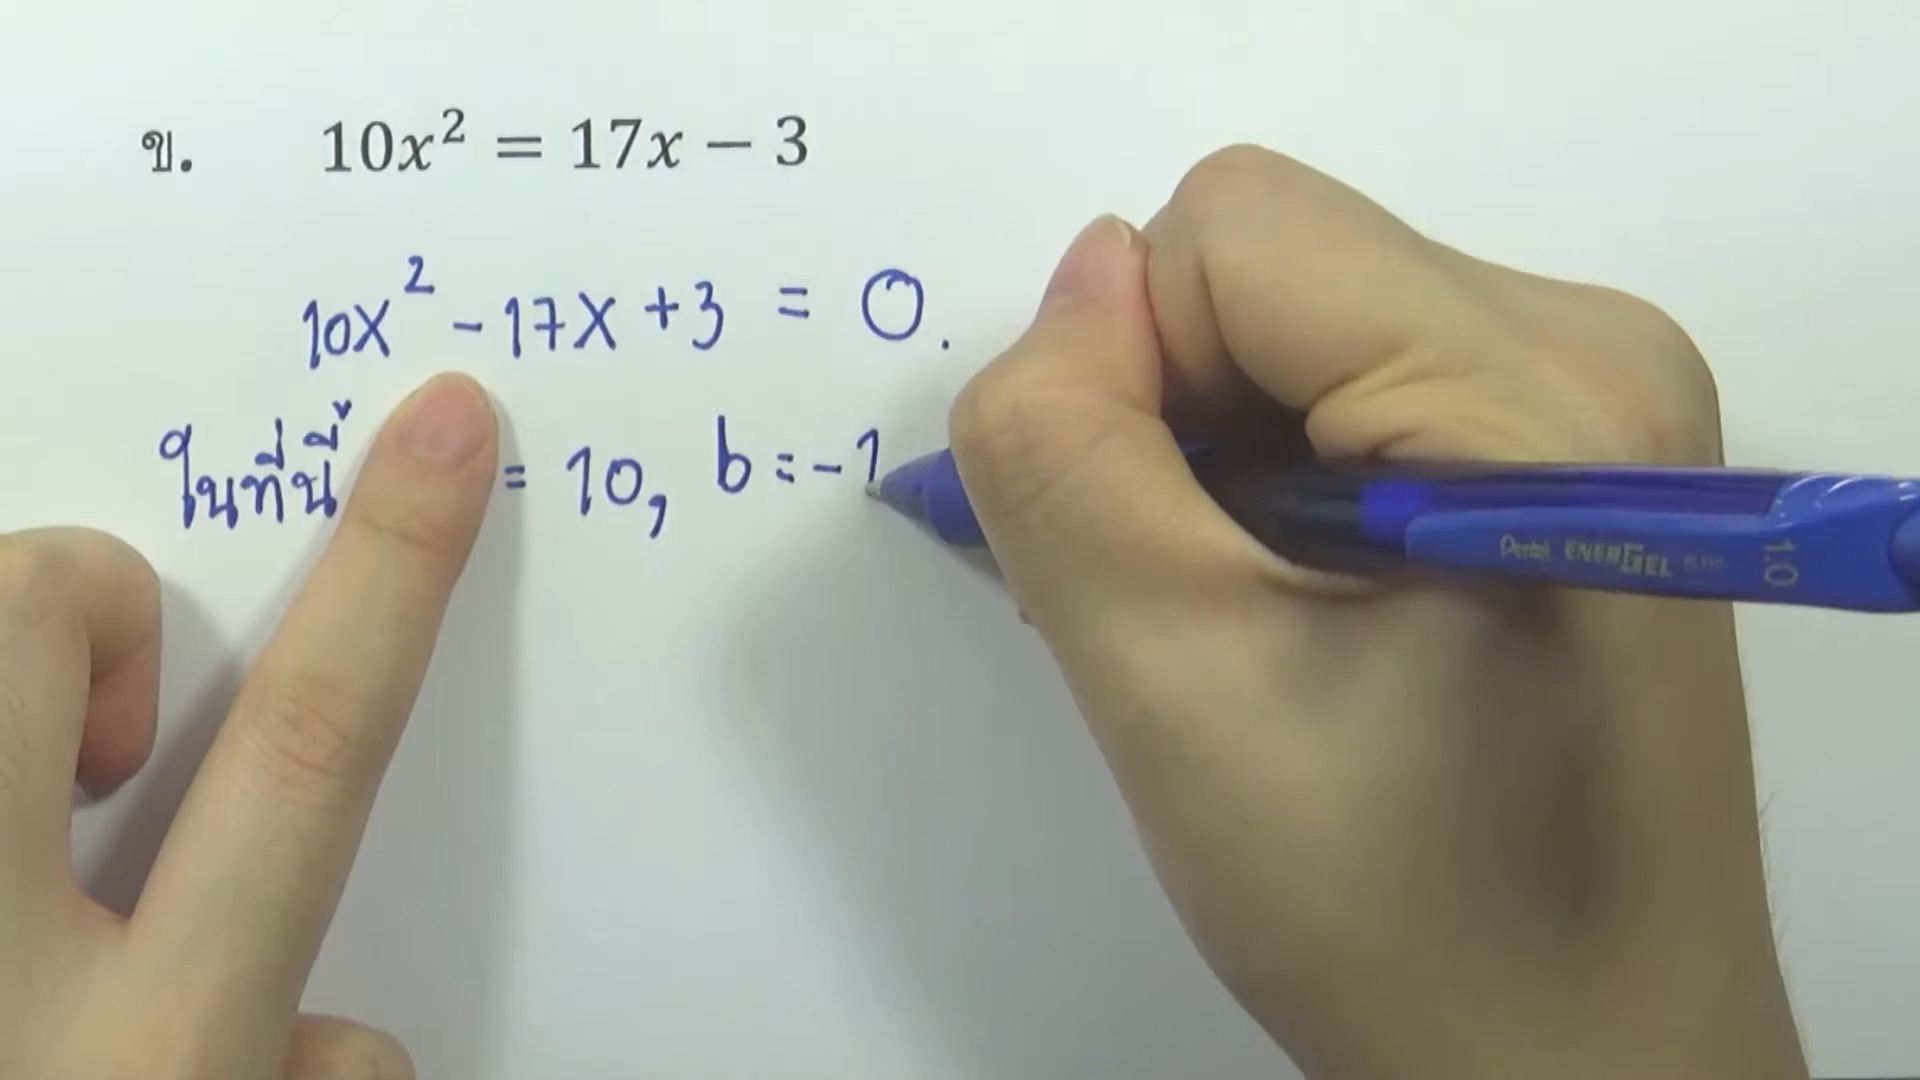 ข. 10x² = 17x − 3
10x² - 17x + 3 = 0.
ในที่นี้ = 10, b = -1
Pentel ENERGEL 1.0